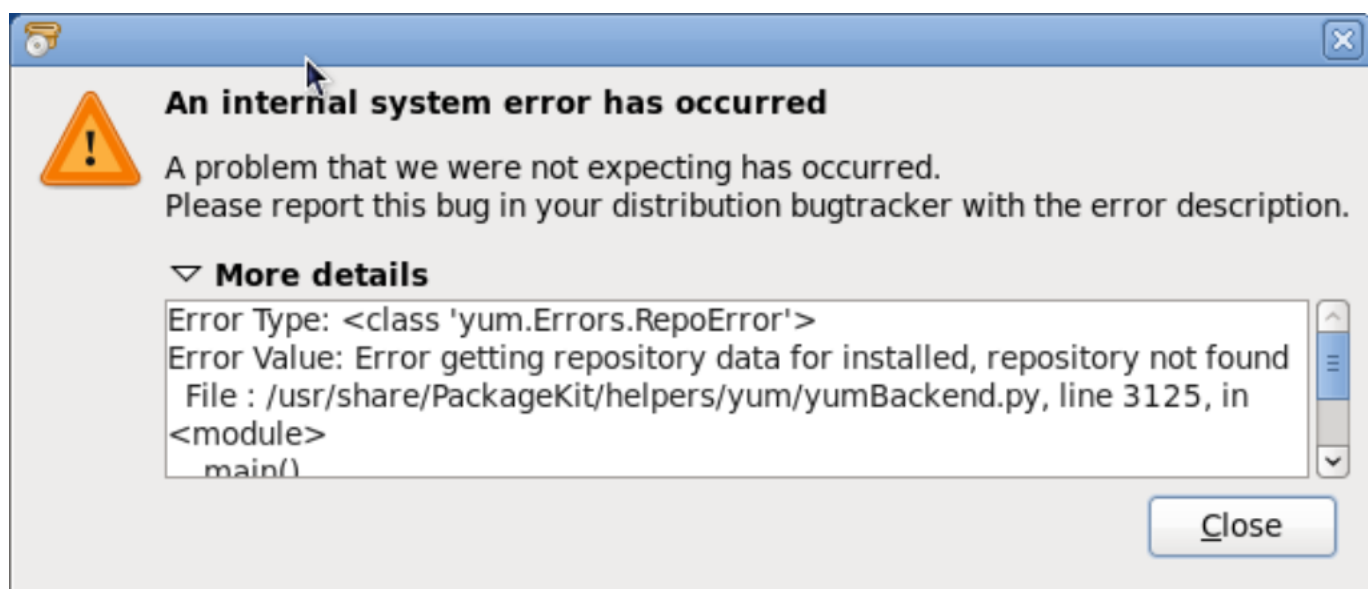 An internal system error has occurred
A problem that we were not expecting has occurred.
Please report this bug in your distribution bugtracker with the error description.
More details
Error Type: <class 'yum.Errors.RepoError'>
Error Value: Error getting repository data for installed, repository not found
File : /usr/share/PackageKit/helpers/yum/yumBackend.py, line 3125, in
<module>
main()
Close